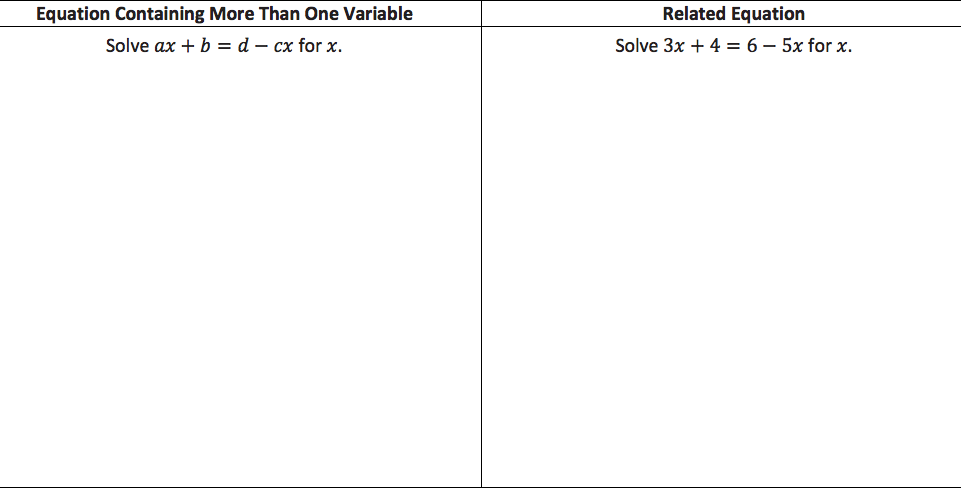 Equation Containing More Than One Variable
Related Equation
Solve ax + b = d − cx for x.
Solve 3x + 4 = 6 − 5x for x.